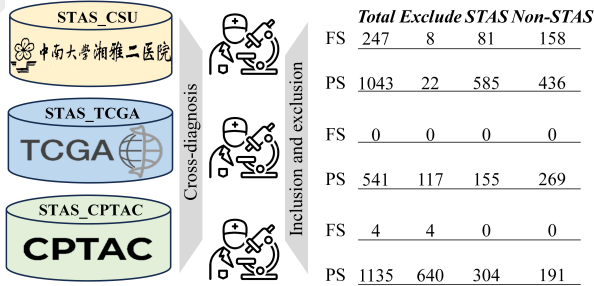 Total Exclude STAS Non-STAS
STAS_CSU
中南大學湘雅二医院
FS 247 8 81 158
PS 1043 22 585 436
STAS_TCGA
TCGA
FS 0 0 0 0
PS 541 117 155 269
STAS_CPTAC
CPTAC
FS 4 4 0 0
PS 1135 640 304 191
Cross-diagnosis
Inclusion and exclusion